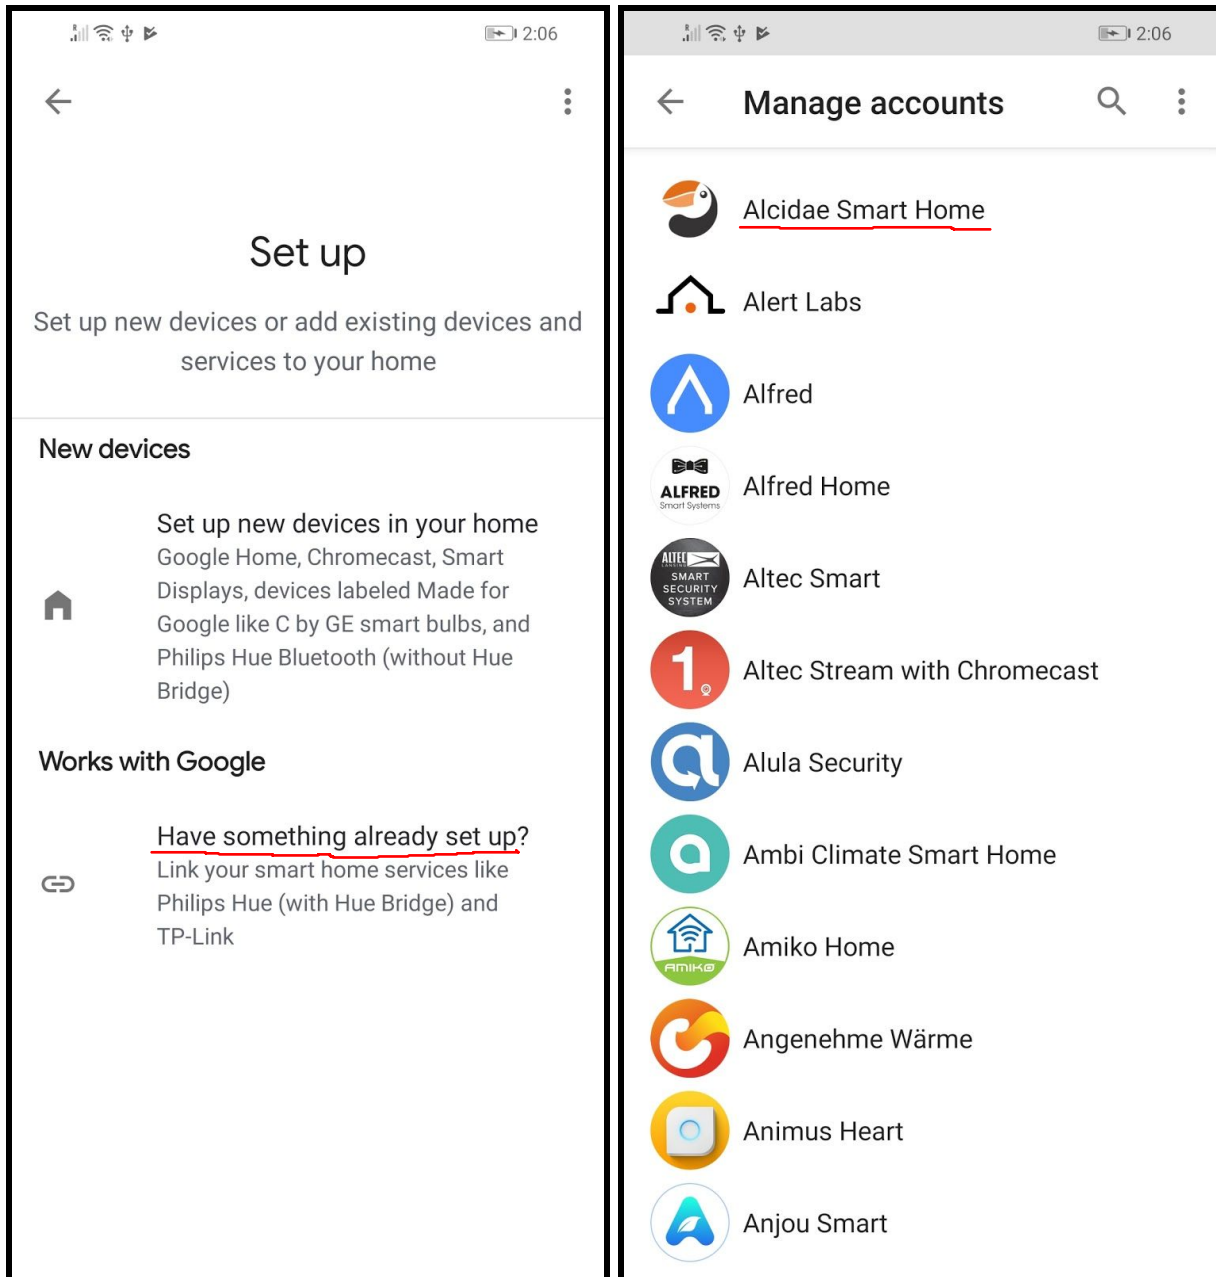 2:06
Set up
Set up new devices or add existing devices and
services to your home
New devices
Set up new devices in your home
Google Home, Chromecast, Smart
Displays, devices labeled Made for
Google like C by GE smart bulbs, and
Philips Hue Bluetooth (without Hue
Bridge)
Works with Google
Have something already set up?
Link your smart home services like
Philips Hue (with Hue Bridge) and
TP-Link
2:06
Manage accounts
Alcidae Smart Home
Alert Labs
Alfred
ALFRED
Smart Systems
Alfred Home
ALTEC
LANSING
SMART
SECURITY
SYSTEM
Altec Smart
1
Altec Stream with Chromecast
Alula Security
Ambi Climate Smart Home
AMIKO
Amiko Home
Angenehme Wärme
Animus Heart
Anjou Smart